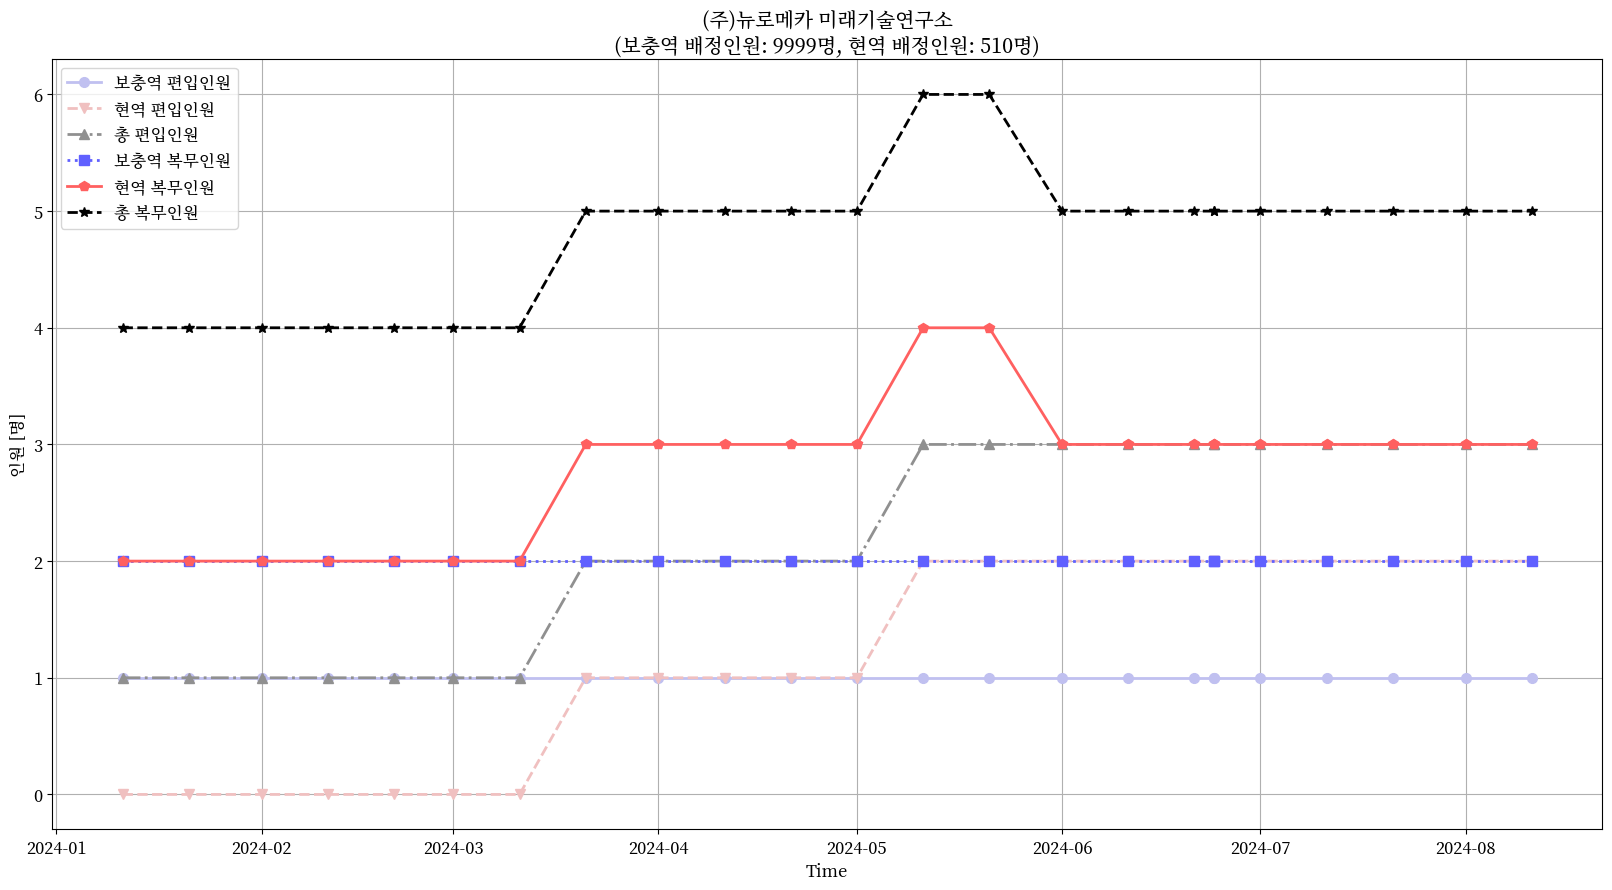 (주)뉴로메카 미래기술연구소
(보충역 배정인원: 9999명, 현역 배정인원: 510명)
보충역 편입인원
현역 편입인원
총 편입인원
보충역 복무인원
현역 복무인원
총 복무인원
인원 [명]
6
5
4
3
2
1
0
2024-01
2024-02
2024-03
2024-04
2024-05
2024-06
2024-07
2024-08
Time